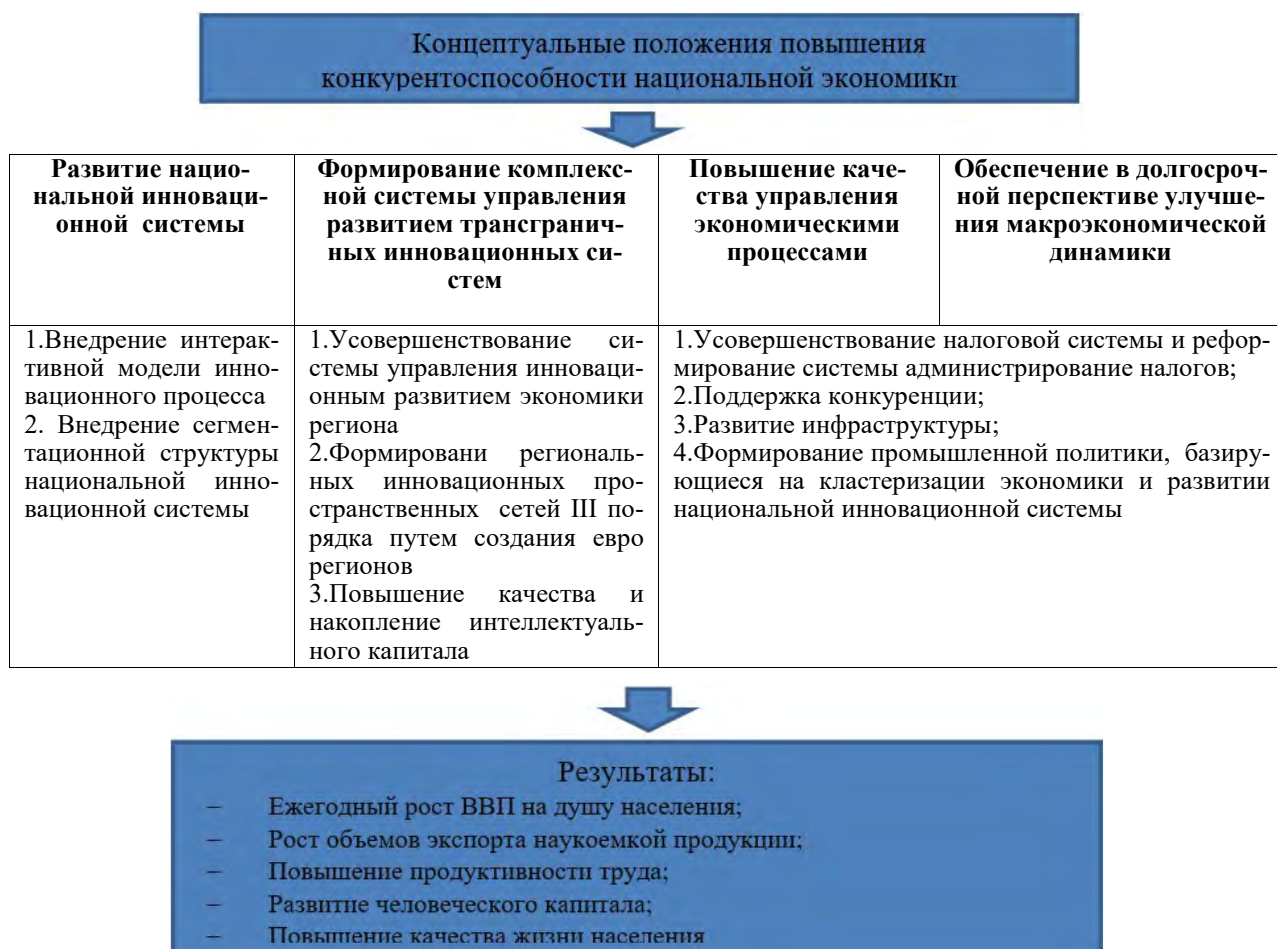 Концептуальные положения повышения
конкурентоспособности национальной экономики
Развитие нацио-
нальной инноваци-
онной системы
Формирование комплекс-
ной системы управления
развитием трансгранич-
ных инновационных си-
стем
Повышение каче-
ства управления
экономическими
процессами
Обеспечение в долгосроч-
ной перспективе улучше-
ния макроэкономической
динамики
1.Внедрение интерак-
тивной модели инно-
вационного процесса
2. Внедрение сегмен-
тационной структуры
национальной инно-
вационной системы
1.Усовершенствование си-
стемы управления инноваци-
онным развитием экономики
региона
2.Формировани региональ-
ных инновационных про-
странственных сетей III по-
рядка путем создания евро
регионов
3.Повышение качества и
накопление интеллектуаль-
ного капитала
1.Усовершенствование налоговой системы и рефор-
мирование системы администрирование налогов;
2.Поддержка конкуренции;
3.Развитие инфраструктуры;
4.Формирование промышленной политики, базиру-
ющиеся на кластеризации экономики и развитии
национальной инновационной системы
Результаты:
– Ежегодный рост ВВП на душу населения;
– Рост объемов экспорта наукоемкой продукции;
– Повышение продуктивности труда;
– Развитие человеческого капитала;
– Повышение качества жизни населения